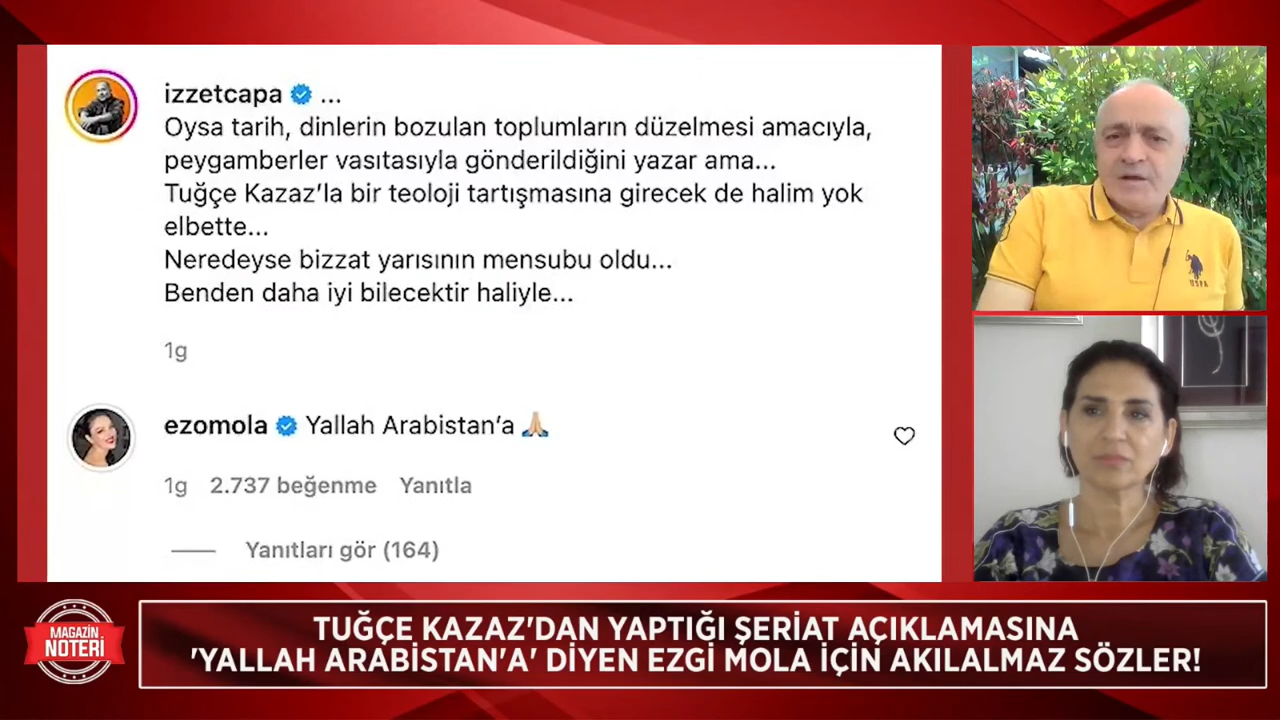 izzetcapa ...
Oysa tarih, dinlerin bozulan toplumların düzelmesi amacıyla,
peygamberler vasıtasıyla gönderildiğini yazar ama...
Tuğçe Kazaz'la bir teoloji tartışmasına girecek de halim yok
elbette...
Neredeyse bizzat yarısının mensubu oldu...
Benden daha iyi bilecektir haliyle...
1g
ezomola Yallah Arabistan'a 🙏🏼
1g 2.737 beğenme Yanıtla
Yanıtları gör (164)
USPA
MAGAZİN
NOTERİ
TUĞÇE KAZAZ'DAN YAPTIĞI ŞERİAT AÇIKLAMASINA
'YALLAH ARABİSTAN'A' DİYEN EZGİ MOLA İÇİN AKILALMAZ SÖZLER!